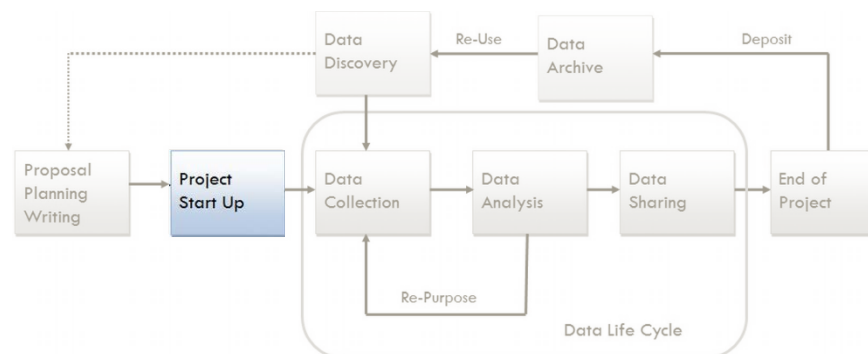 Data
Discovery
Re-Use
Data
Archive
Deposit
Proposal
Planning
Writing
Project
Start Up
Data
Collection
Data
Analysis
Data
Sharing
End of
Project
Re-Purpose
Data Life Cycle